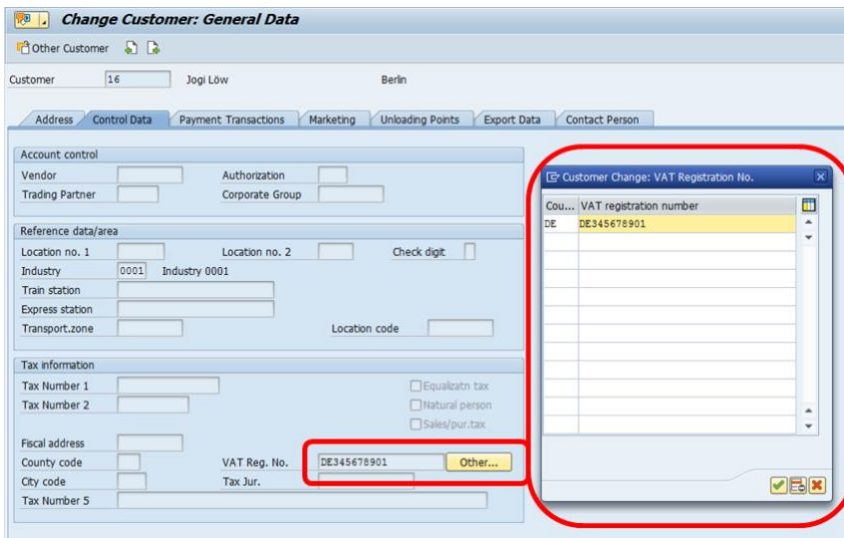 Change Customer: General Data
Other Customer
Customer 16 Jogi Löw Berlin
Address Control Data Payment Transactions Marketing Unloading Points Export Data Contact Person
Account control
Vendor Authorization
Trading Partner Corporate Group
Reference data/area
Location no. 1 Location no. 2 Check digit
Industry 0001 Industry 0001
Train station
Express station
Transport.zone Location code
Tax information
Tax Number 1 Equalizatn tax
Tax Number 2 Natural person
Sales/pur.tax
Fiscal address
County code VAT Reg. No. DE345678901 Other...
City code Tax Jur.
Tax Number 5
Customer Change: VAT Registration No.
Cou... VAT registration number
DE DE345678901